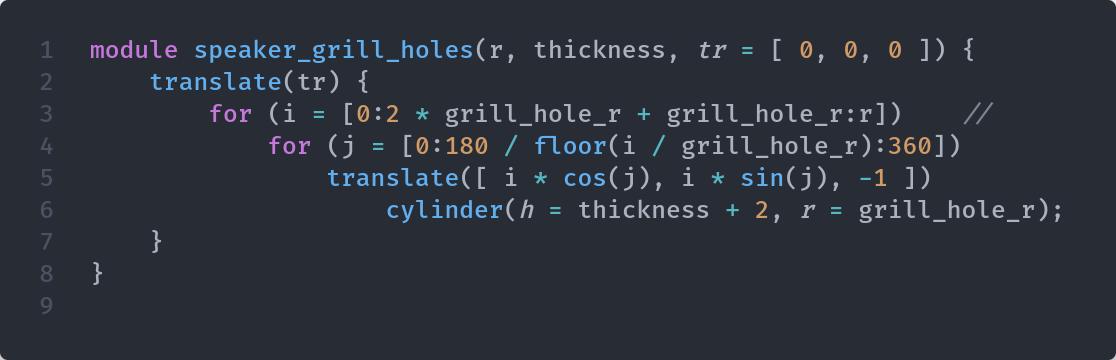 1 module speaker_grill_holes(r, thickness, tr = [ 0, 0, 0 ]) {
2     translate(tr) {
3         for (i = [0:2 * grill_hole_r + grill_hole_r:r])    //
4             for (j = [0:180 / floor(i / grill_hole_r):360])
5                 translate([ i * cos(j), i * sin(j), -1 ])
6                     cylinder(h = thickness + 2, r = grill_hole_r);
7     }
8 }
9